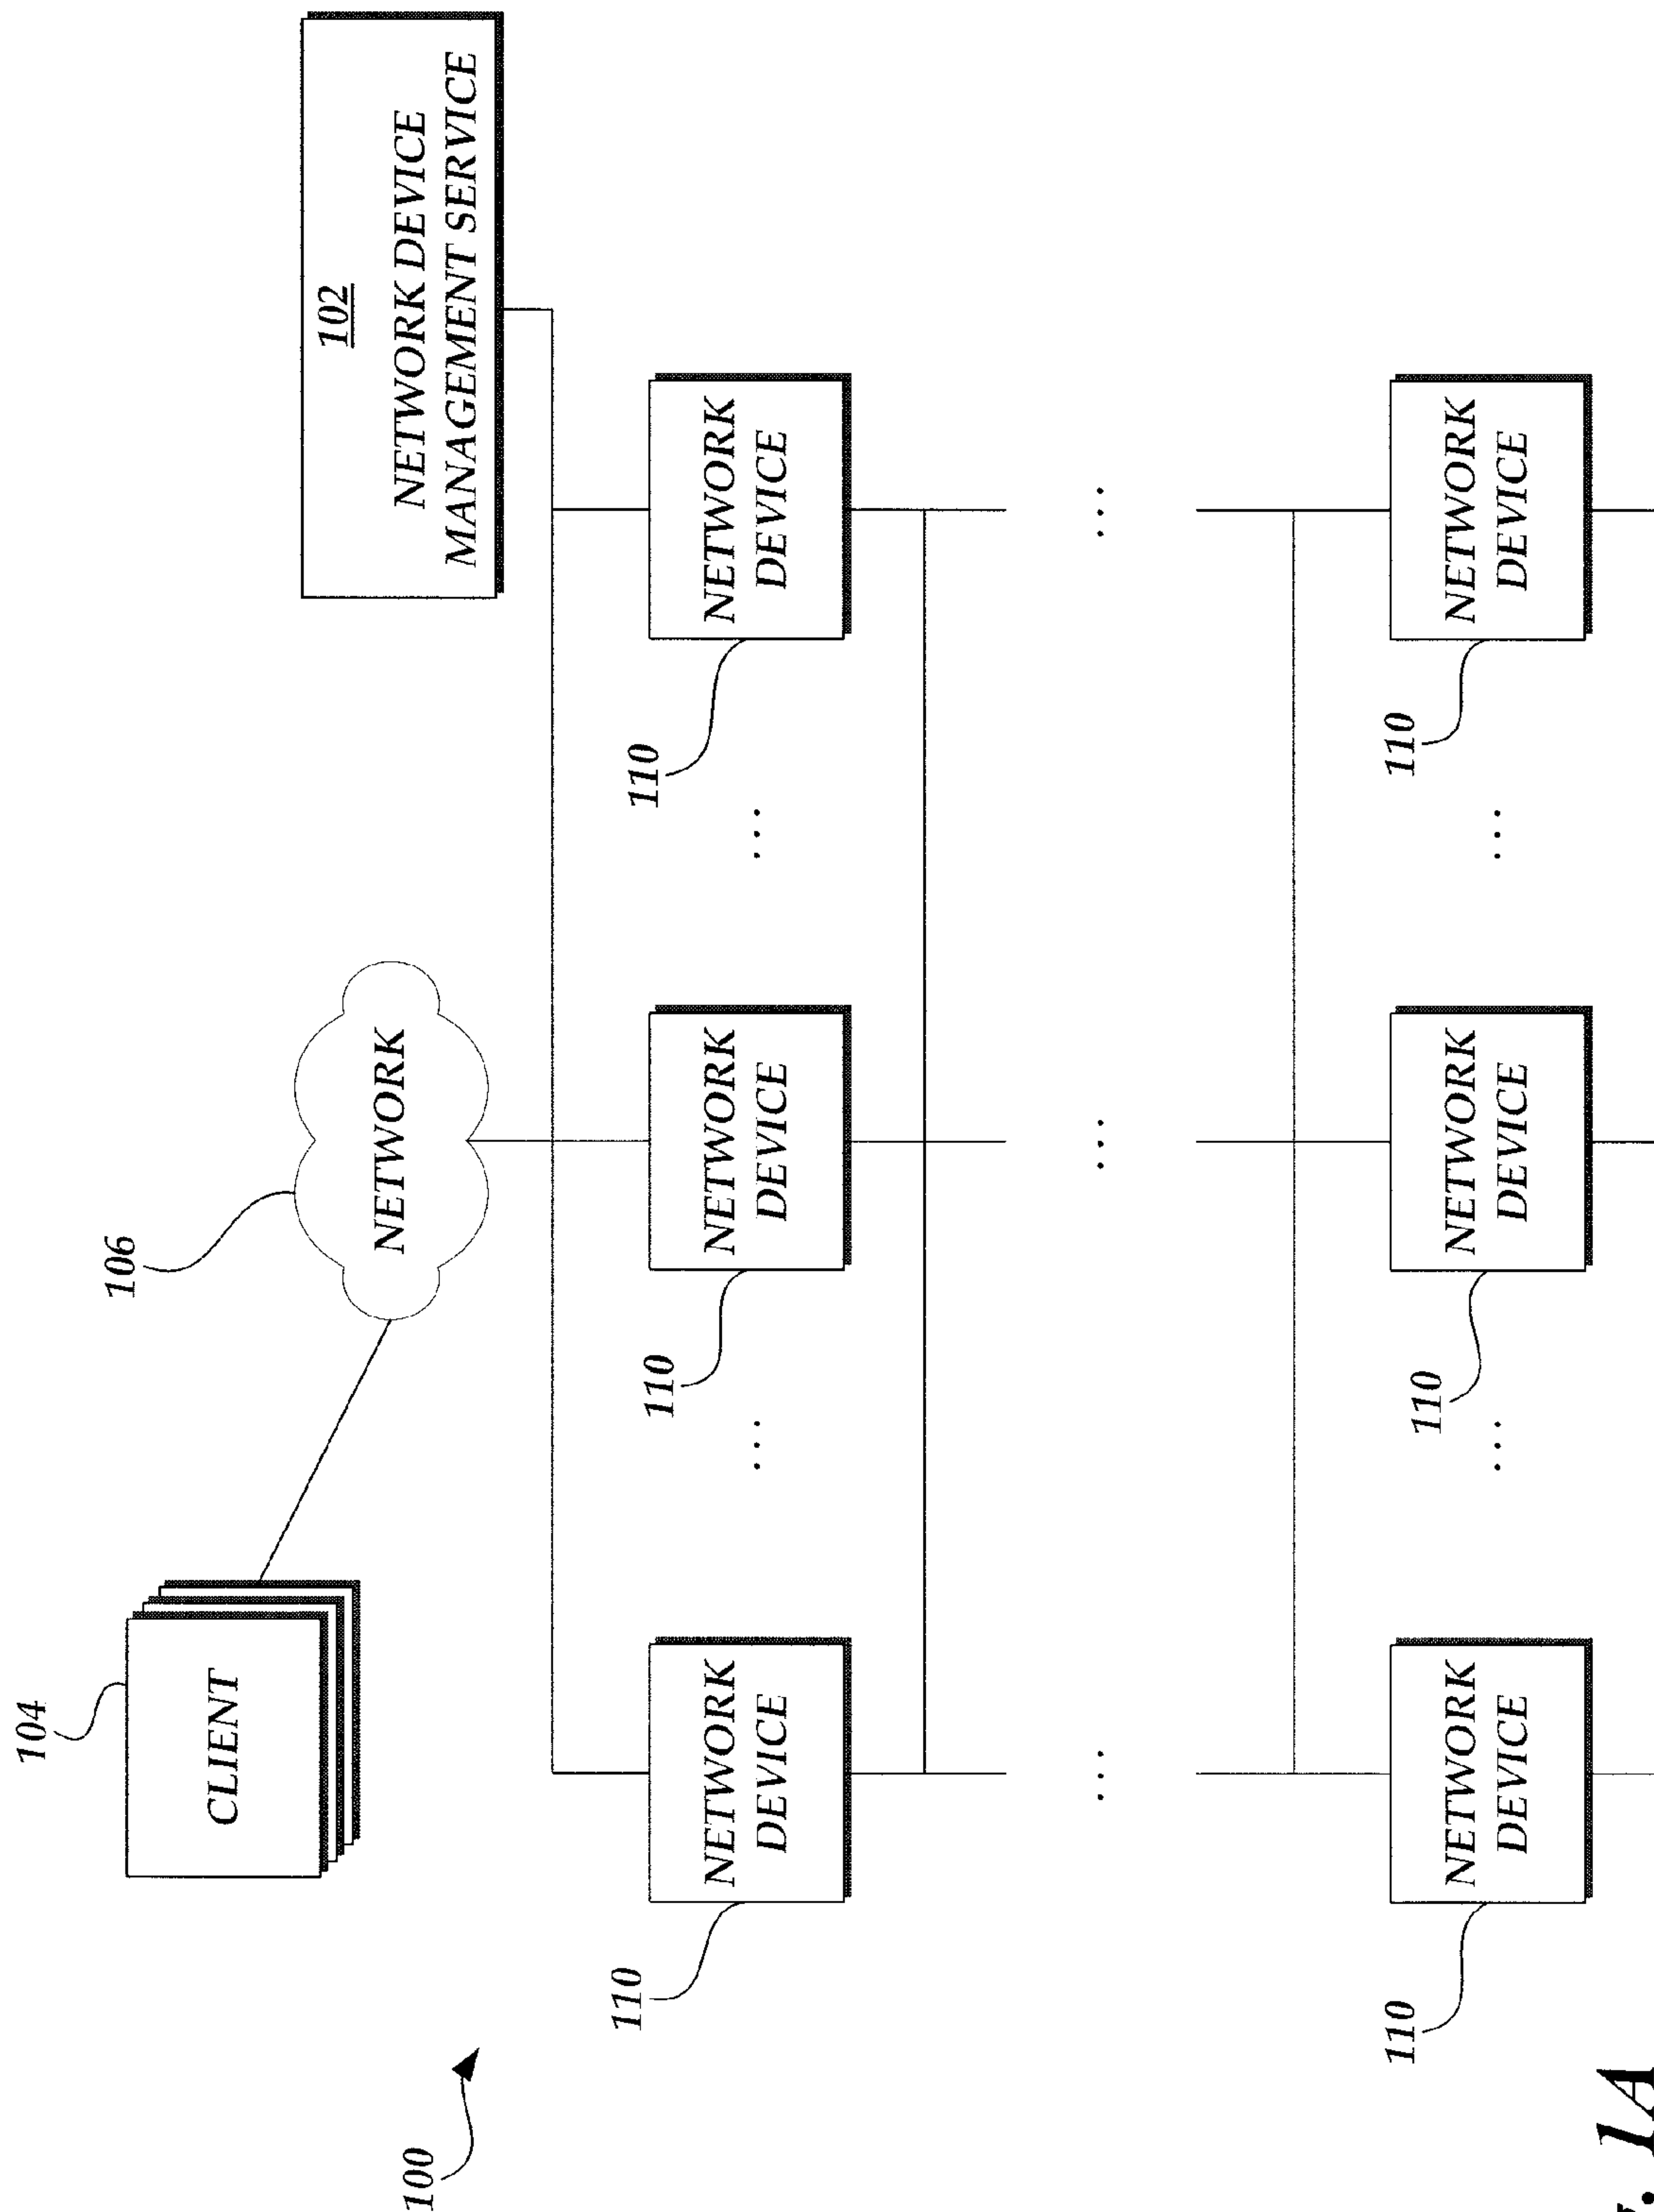 104
CLIENT
106
NETWORK
102
NETWORK DEVICE
MANAGEMENT SERVICE
100
110
NETWORK
DEVICE
...
110
NETWORK
DEVICE
...
110
NETWORK
DEVICE
...
...
...
110
NETWORK
DEVICE
...
110
NETWORK
DEVICE
...
110
NETWORK
DEVICE
1A